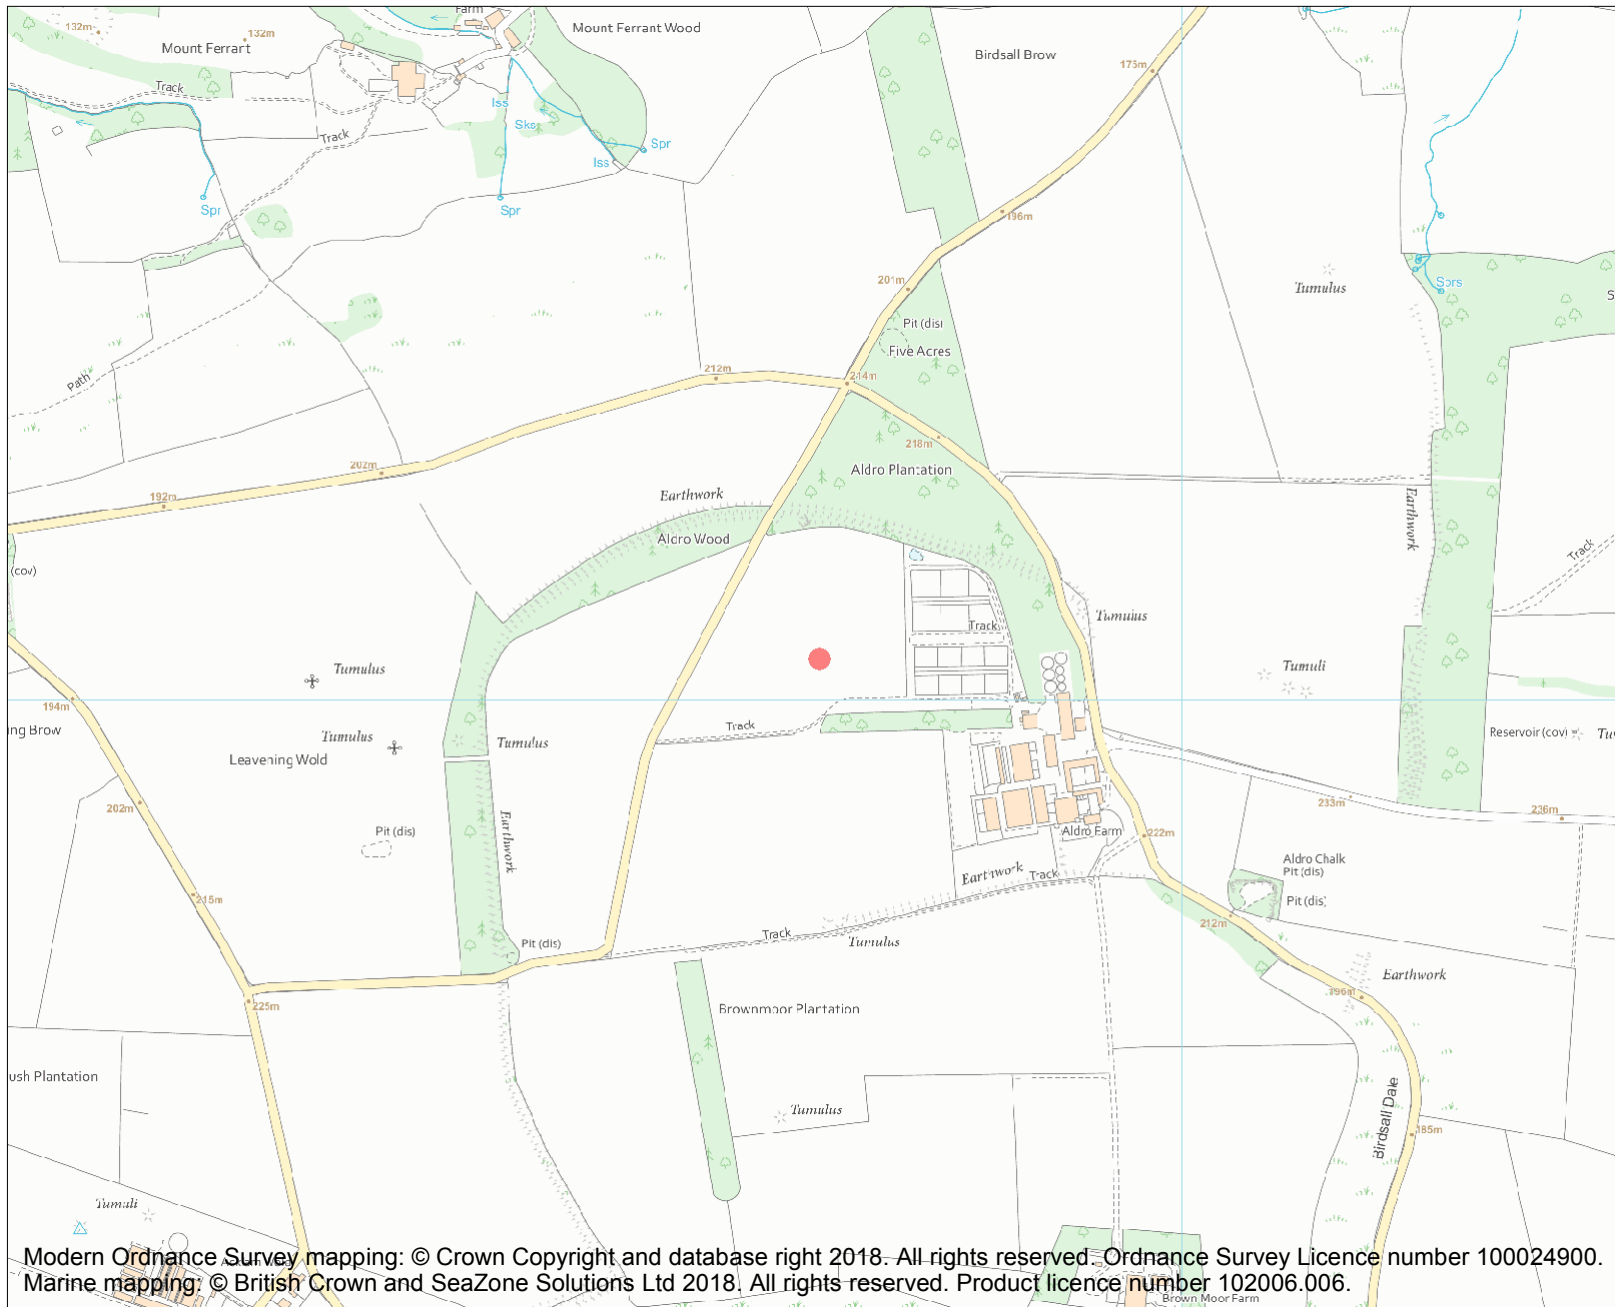 Farm
132m
132m
Mount Ferrart
Mount Ferrant Wood
Birdsall Brow
175m
Track
Iss
Sks
Track
Iss
Spr
Spr
Spr
196m
201m
Tumulus
Sprs
Pit (dis)
Five Acres
212m
214m
Path
218m
202m
Aldro Plantation
192m
Earthwork
Earthwork
Aldro Wood
Track
(cov)
Tumulus
Track
Tumulus
Tumuli
194m
ing Brow
Tumulus
Track
Tumulus
Reservoir (cov)
Leavening Wold
202m
233m
236m
Pit (dis)
Earthwork
Aldro Farm
222m
Aldro Chalk
Pit (dis)
Earthwork
Track
215m
Pit (dis)
212m
Pit (dis)
Track
Tumulus
Earthwork
196m
225m
Brownmoor Plantation
ush Plantation
Tumulus
Birdsall Dale
185m
Tumuli
Modern Ordnance Survey mapping: © Crown Copyright and database right 2018. All rights reserved. Ordnance Survey Licence number 100024900.
Marine mapping: © British Crown and SeaZone Solutions Ltd 2018. All rights reserved. Product licence number 102006.006.
Brown Moor Farm